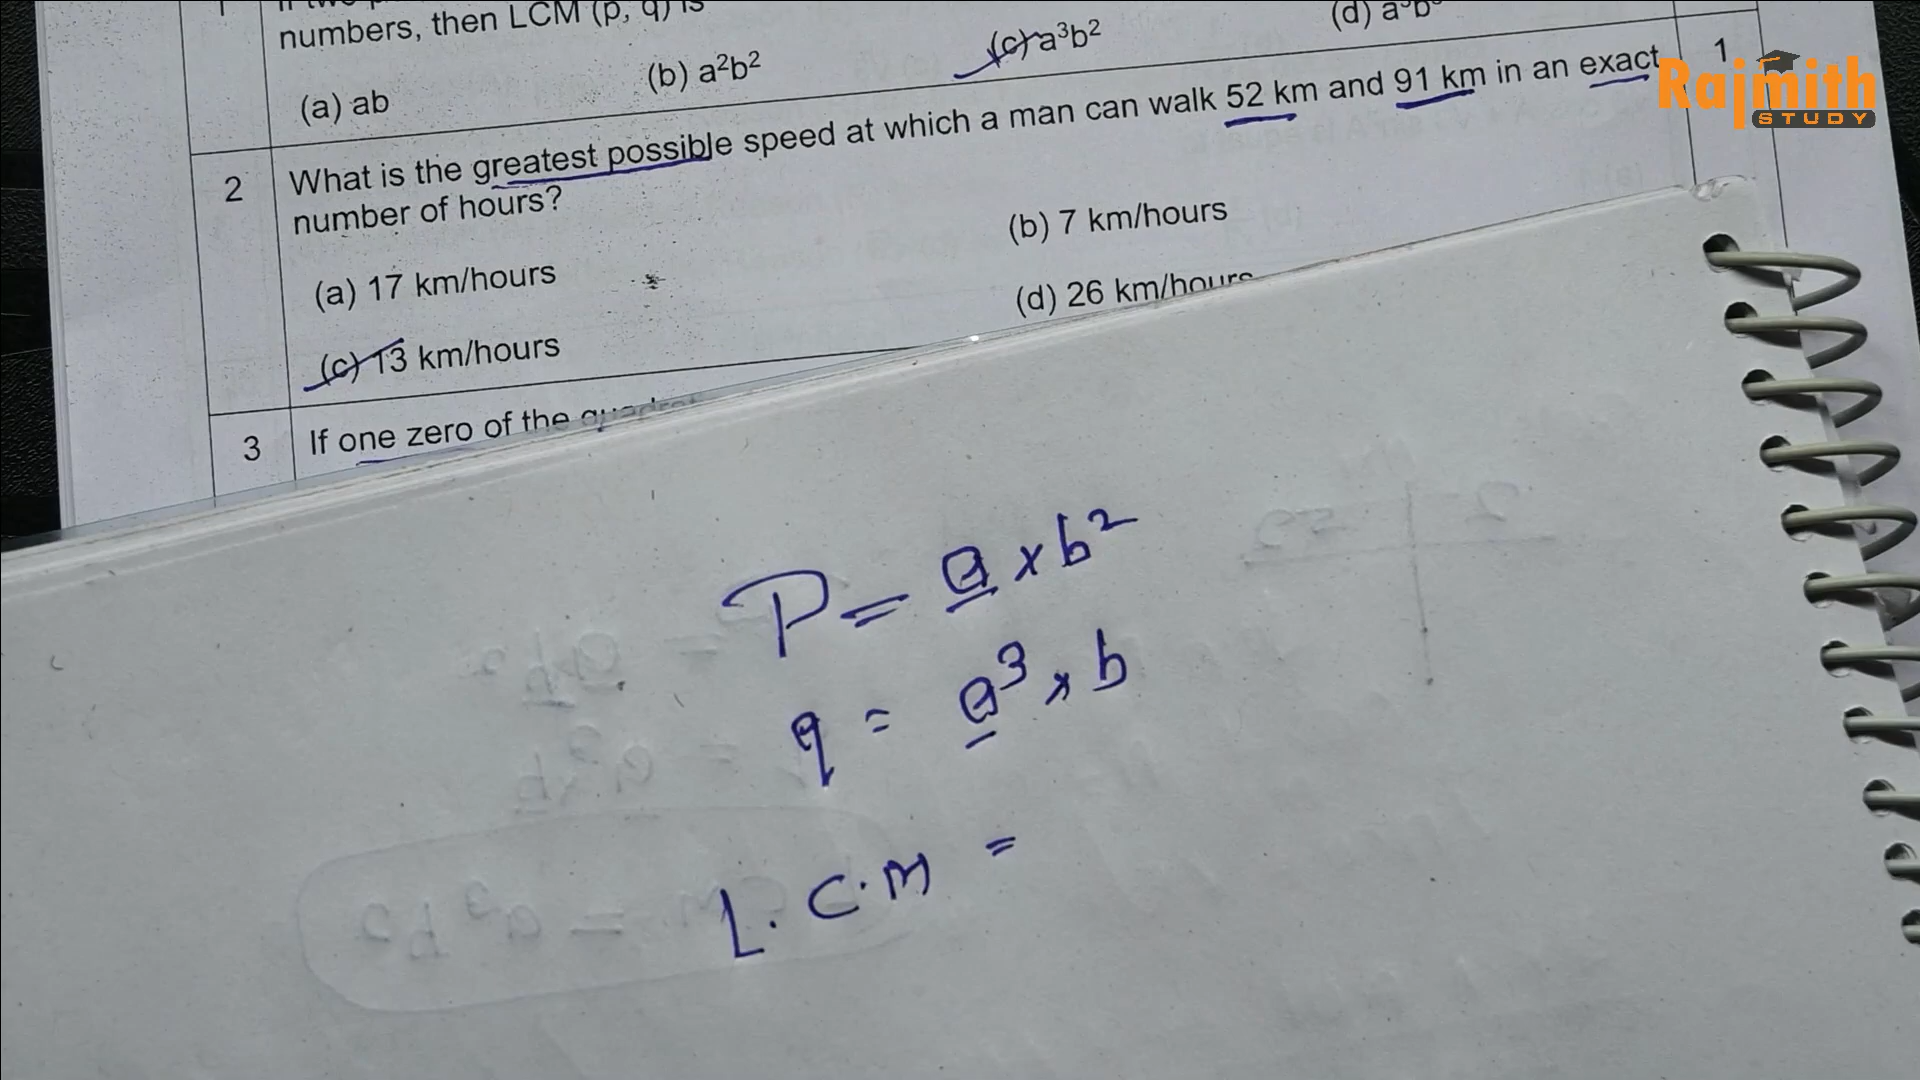 numbers, then LCM (p, q) is
(a) ab
(b) a²b²
(c) a³b²
(d)
1
2
What is the greatest possible speed at which a man can walk 52 km and 91 km in an exact
number of hours?
(a) 17 km/hours
(b) 7 km/hours
(c) 13 km/hours
(d) 26 km/hours
3
If one zero of the
P = a × b²
q = a³ × b
L.C.M =
Rajmith
STUDY